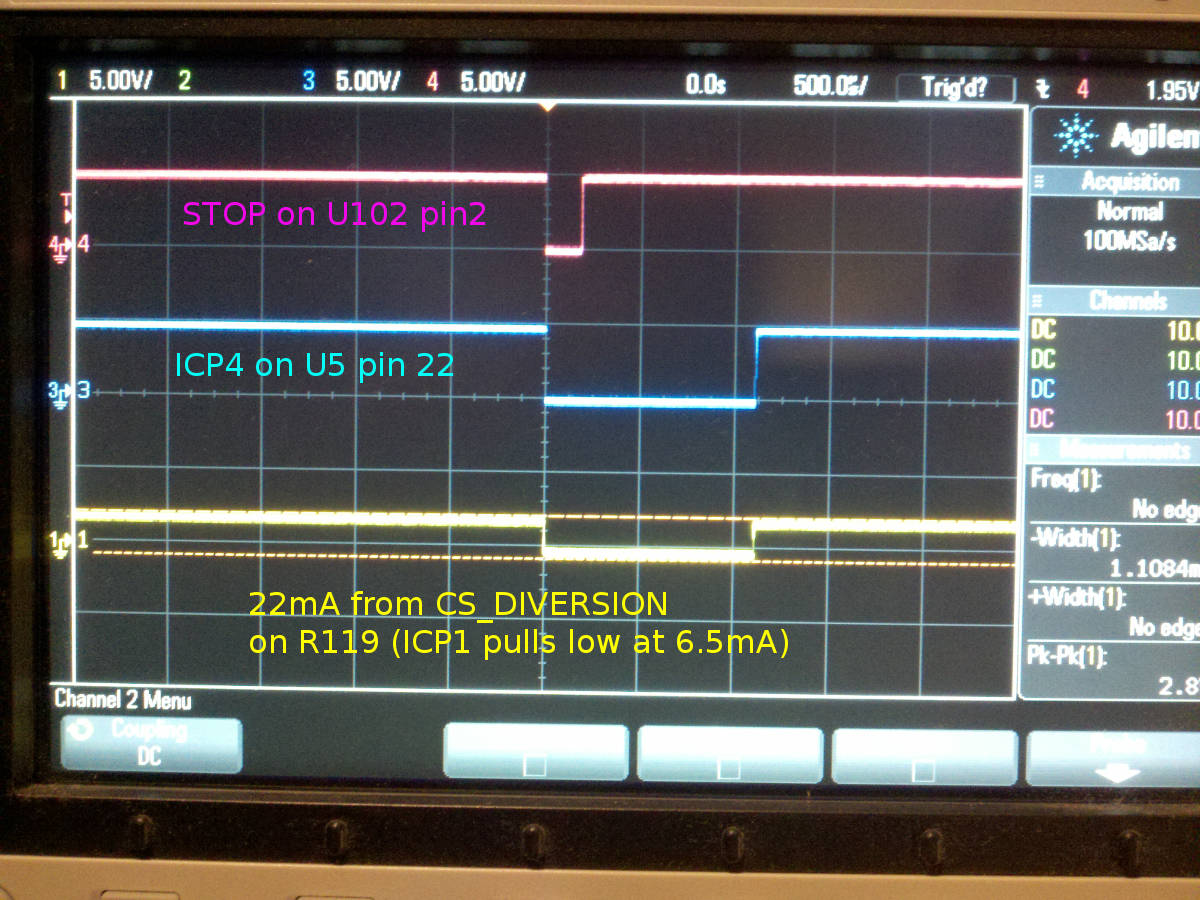 1 5.00V/ 2 3 5.00V/ 4 5.00V/ 0.0s 500.0㎲/ Trig'd? 4 1.95V
Agilen
Acquisition
Normal
100MSa/s
STOP on U102 pin2
T
4 4
Channels
DC 10.0
DC 10.0
DC 10.0
DC 10.0
ICP4 on U5 pin 22
3 3
Measurements
Freq(1):
No edge
1 1
-Width(1):
1.1084m
+Width(1):
No edge
Pk-Pk(1):
2.8
22mA from CS_DIVERSION
on R119 (ICP1 pulls low at 6.5mA)
Channel 2 Menu
Coupling
DC
Probe